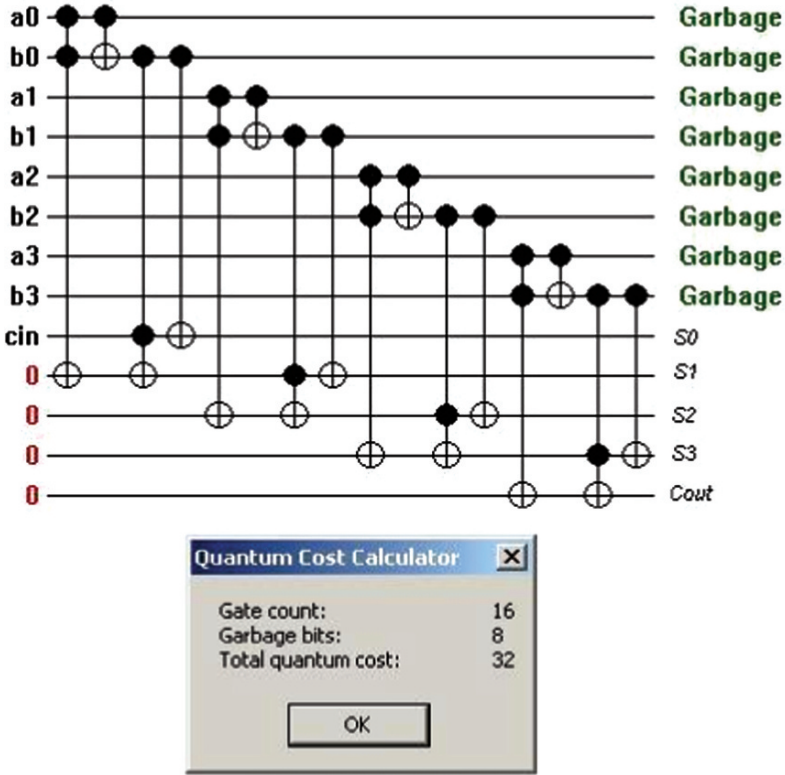 a0 Garbage
b0 Garbage
a1 Garbage
b1 Garbage
a2 Garbage
b2 Garbage
a3 Garbage
b3 Garbage
cin S0
0 S1
0 S2
0 S3
0 Cout
Quantum Cost Calculator
Gate count: 16
Garbage bits: 8
Total quantum cost: 32
OK